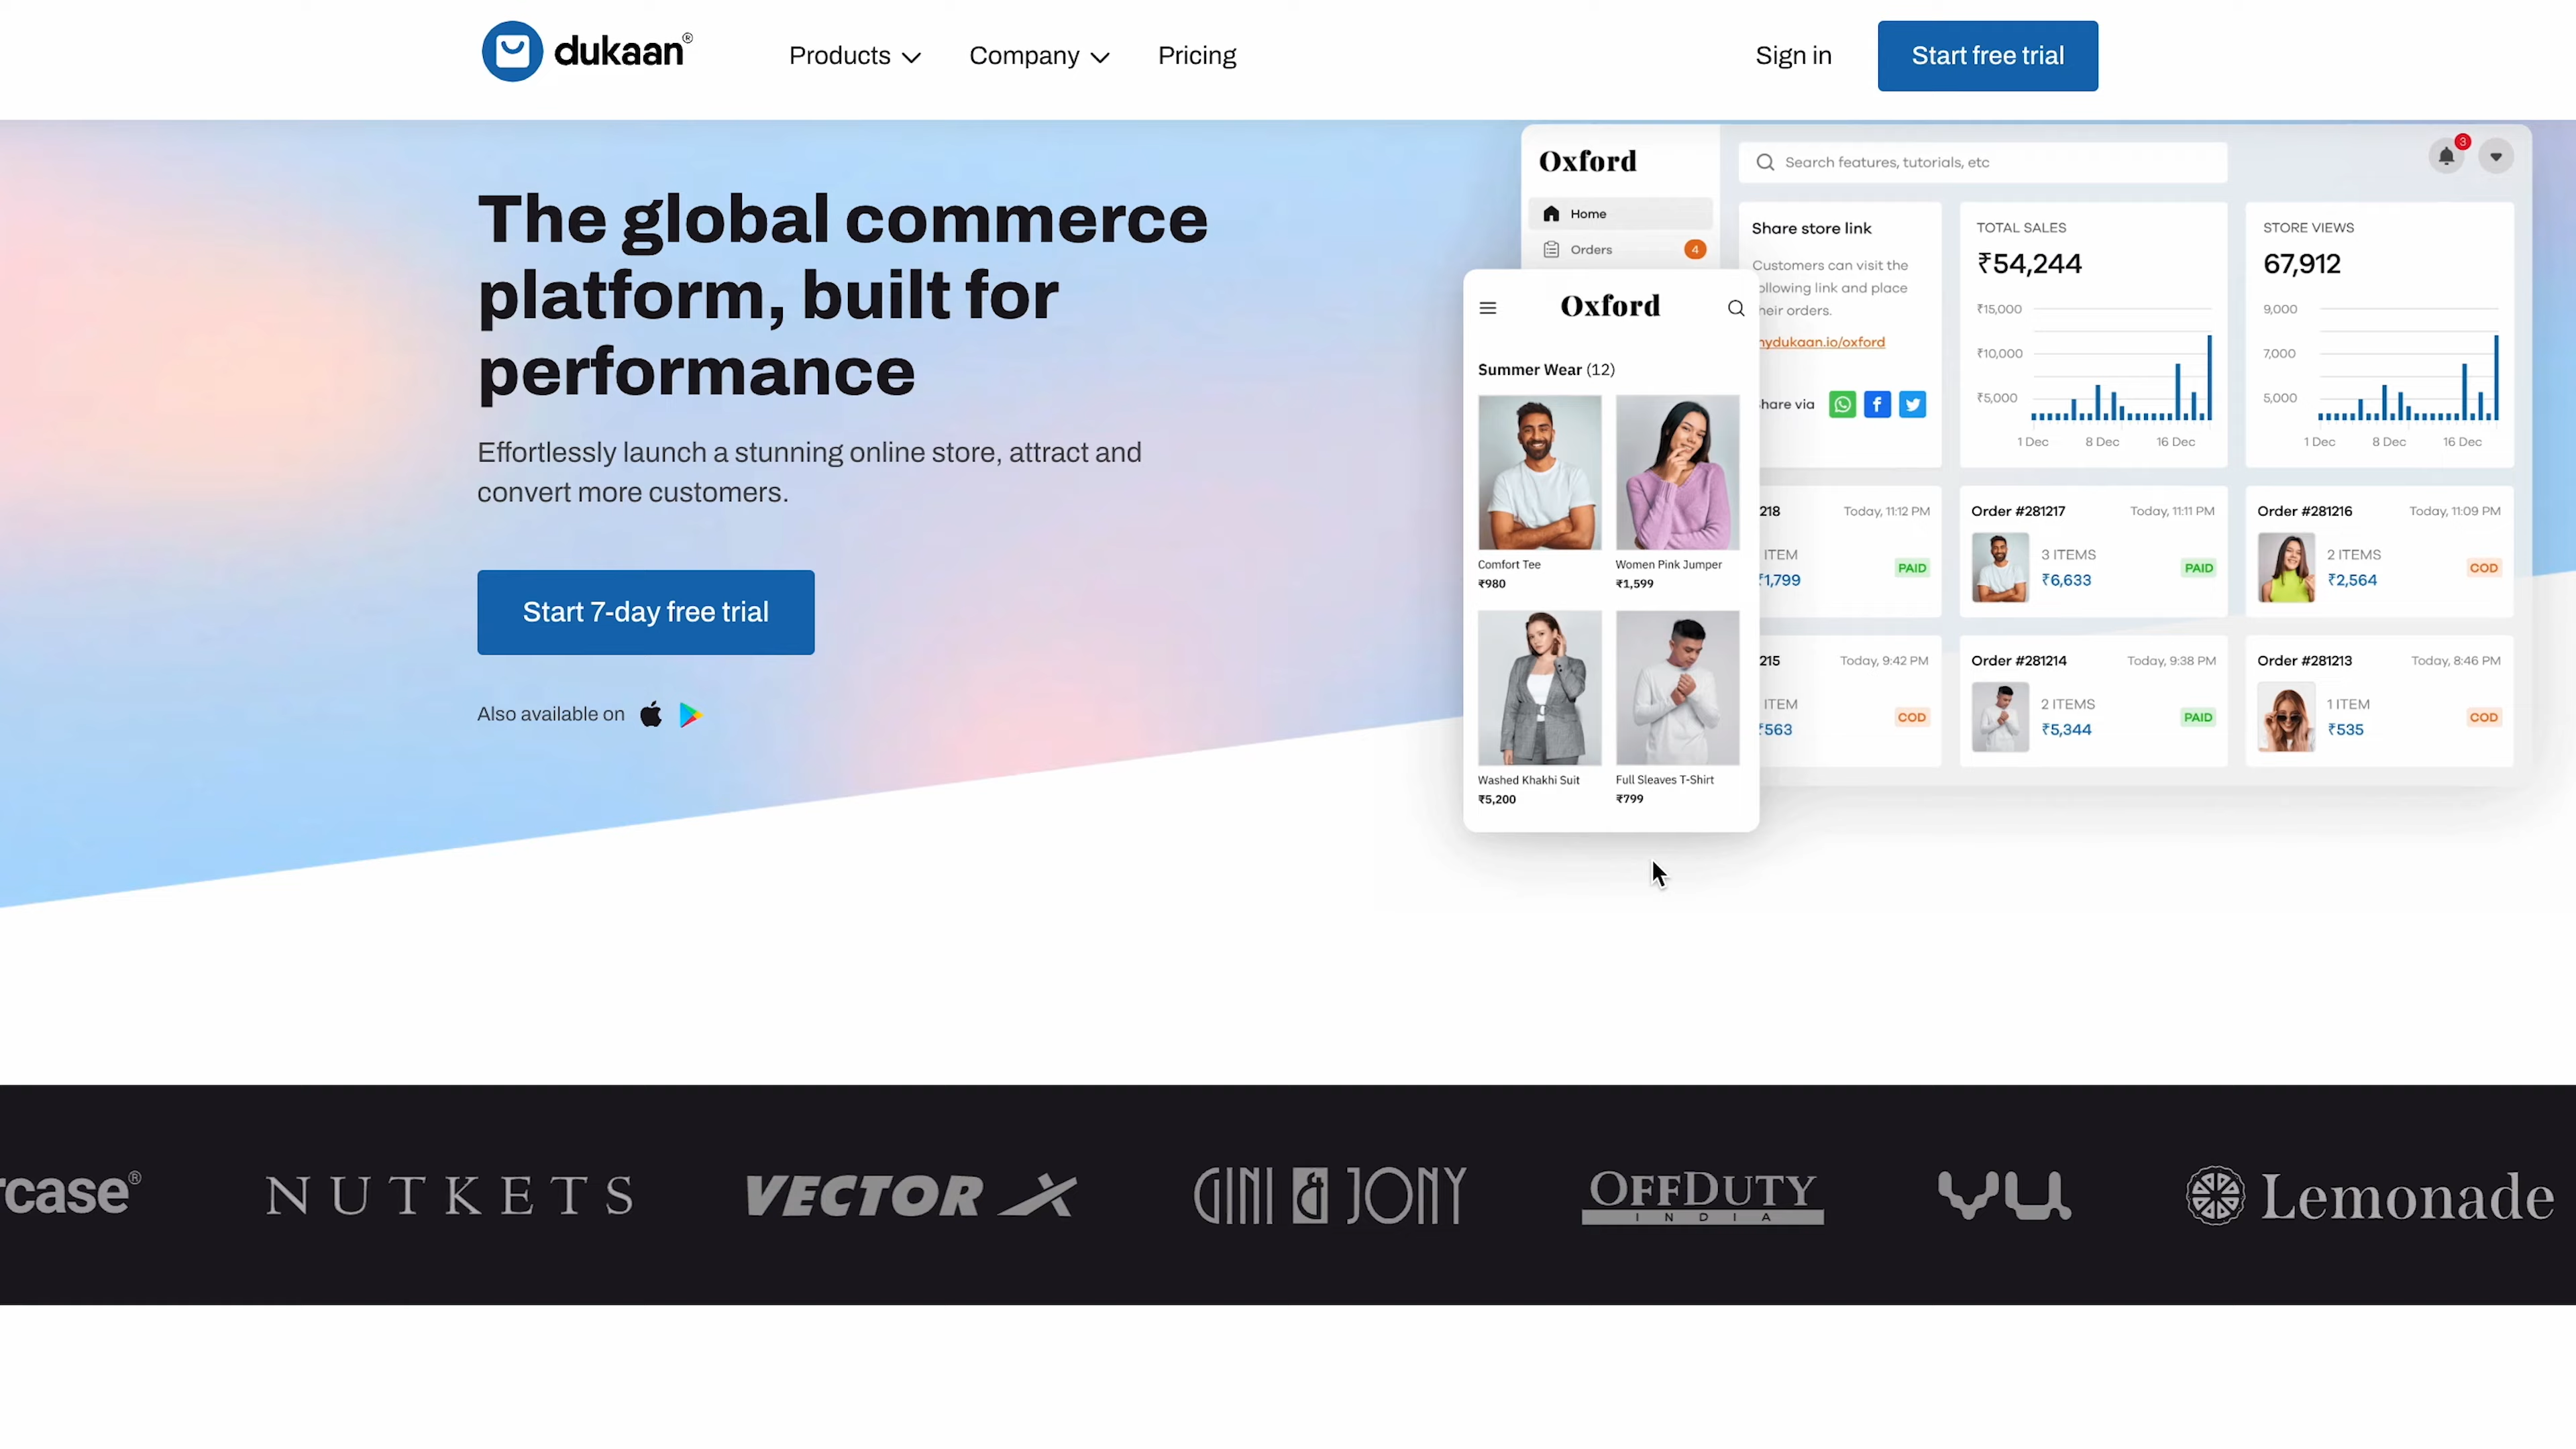 dukaan®
Products
Company
Pricing
Sign in
Start free trial
The global commerce
platform, built for
performance
Effortlessly launch a stunning online store, attract and
convert more customers.
Start 7-day free trial
Also available on
Oxford
Home
Orders
4
Search features, tutorials, etc
3
Share store link
Customers can visit the
ollowing link and place
heir orders.
mydukaan.io/oxford
hare via
TOTAL SALES
₹54,244
₹15,000
₹10,000
₹5,000
1 Dec
8 Dec
16 Dec
STORE VIEWS
67,912
9,000
7,000
5,000
1 Dec
8 Dec
16 Dec
Oxford
Summer Wear (12)
Comfort Tee
₹980
Women Pink Jumper
₹1,599
Washed Khakhi Suit
₹5,200
Full Sleaves T-Shirt
₹799
218
Today, 11:12 PM
ITEM
₹1,799
PAID
Order #281217
Today, 11:11 PM
3 ITEMS
₹6,633
PAID
Order #281216
Today, 11:09 PM
2 ITEMS
₹2,564
COD
215
Today, 9:42 PM
ITEM
₹563
COD
Order #281214
Today, 9:38 PM
2 ITEMS
₹5,344
PAID
Order #281213
Today, 8:46 PM
1 ITEM
₹535
COD
rcase®
NUTKETS
VECTOR X
GINI & JONY
OFFDUTY
INDIA
VU
Lemonade